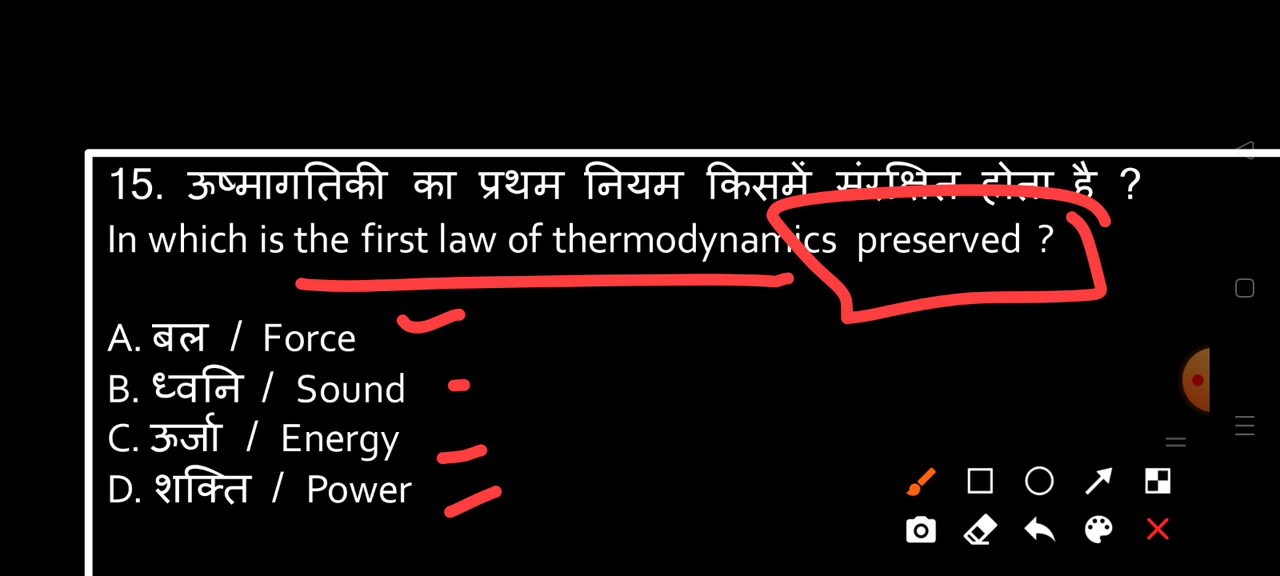 15. ऊष्मागतिकी का प्रथम नियम किसमें संरक्षित होता है ?
In which is the first law of thermodynamics preserved ?
A. बल / Force
B. ध्वनि / Sound
C. ऊर्जा / Energy
D. शक्ति / Power